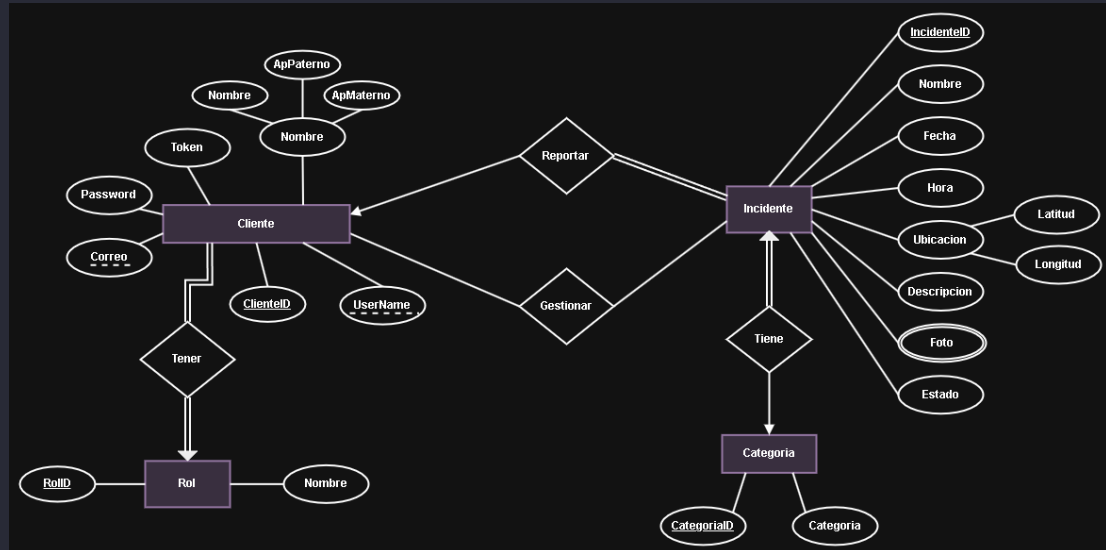 IncidenteID
ApPaterno
Nombre
Nombre
ApMaterno
Nombre
Fecha
Token
Reportar
Password
Hora
Incidente
Latitud
Cliente
Ubicacion
Correo
Longitud
Descripcion
ClienteID
UserName
Gestionar
Tiene
Foto
Tener
Estado
Categoria
RolID
Rol
Nombre
CategoriaID
Categoria